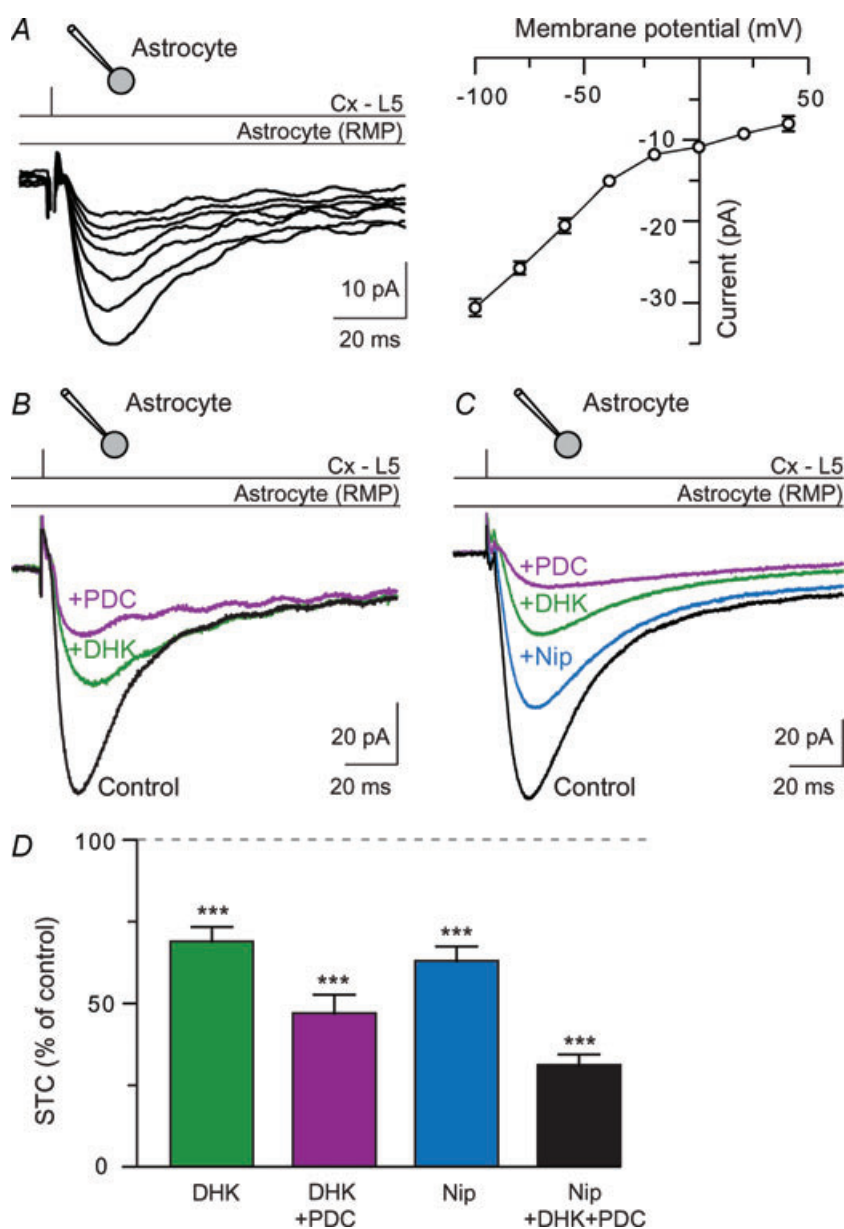 A
Astrocyte
Cx - L5
Astrocyte (RMP)
10 pA
20 ms
Membrane potential (mV)
-100
-50
50
-10
-20
-30
Current (pA)
B
Astrocyte
Cx - L5
Astrocyte (RMP)
+PDC
+DHK
Control
20 pA
20 ms
C
Astrocyte
Cx - L5
Astrocyte (RMP)
+PDC
+DHK
+Nip
Control
20 pA
20 ms
D
STC (% of control)
100
50
0
***
***
***
***
DHK
DHK
+PDC
Nip
Nip
+DHK+PDC